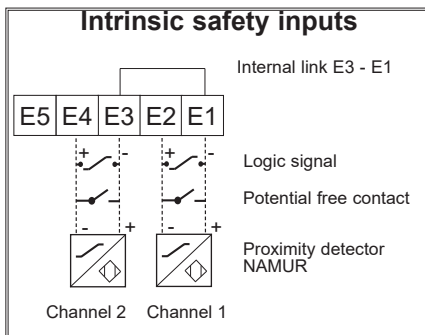 Intrinsic safety inputs
Internal link E3 - E1
E5 E4 E3 E2 E1
+ - + -
Logic signal
Potential free contact
- + - +
Proximity detector
NAMUR
Channel 2 Channel 1